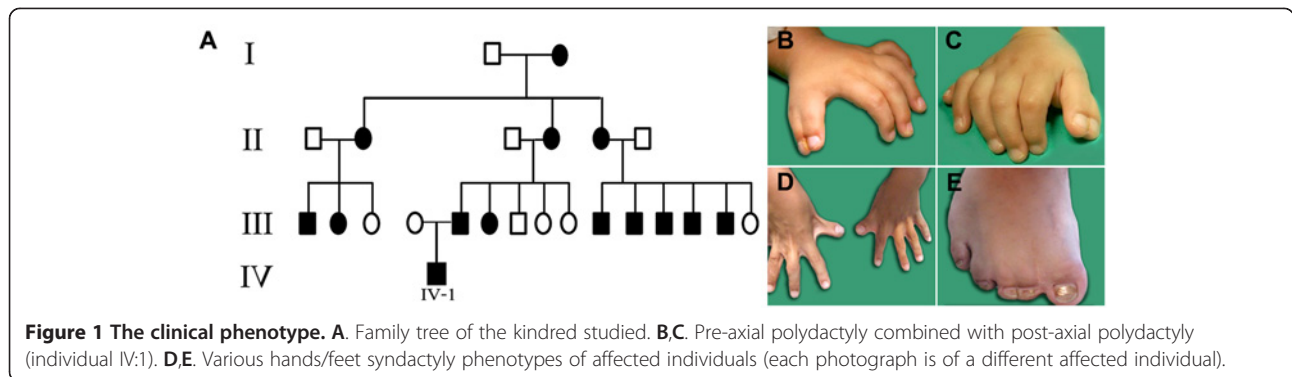 A
I
II
III
IV
IV-1
B
C
D
E
Figure 1 The clinical phenotype. A. Family tree of the kindred studied. B,C. Pre-axial polydactyly combined with post-axial polydactyly
(individual IV:1). D,E. Various hands/feet syndactyly phenotypes of affected individuals (each photograph is of a different affected individual).